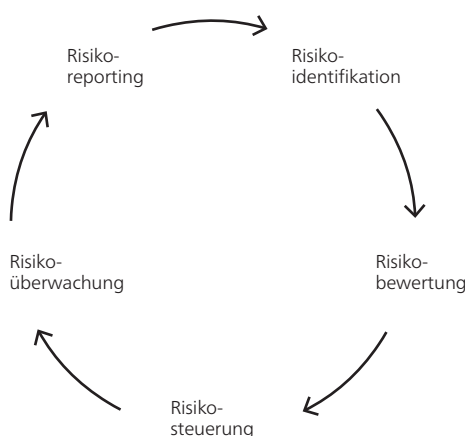 Risiko-
reporting
Risiko-
identifikation
Risiko-
bewertung
Risiko-
steuerung
Risiko-
überwachung